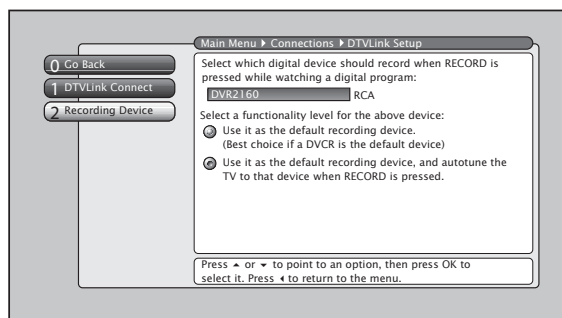 Main Menu ▸ Connections ▸ DTVLink Setup
0 Go Back
1 DTVLink Connect
2 Recording Device
Select which digital device should record when RECORD is
pressed while watching a digital program:
DVR2160 RCA
Select a functionality level for the above device:
Use it as the default recording device.
(Best choice if a DVCR is the default device)
Use it as the default recording device, and autotune the
TV to that device when RECORD is pressed.
Press ▴ or ▾ to point to an option, then press OK to
select it. Press ◂ to return to the menu.